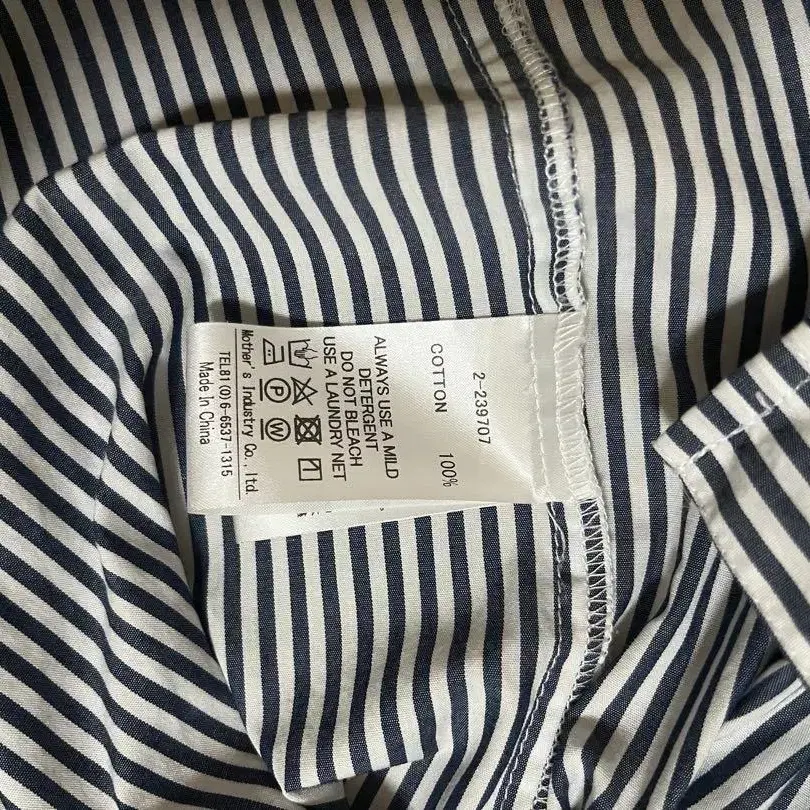 2-239707
COTTON 100%
ALWAYS USE A MILD
DETERGENT
DO NOT BLEACH
USE A LAUNDRY NET
P
W
Mother's Industry Co., ltd.
TEL81(0)6-6537-1315
Made In China